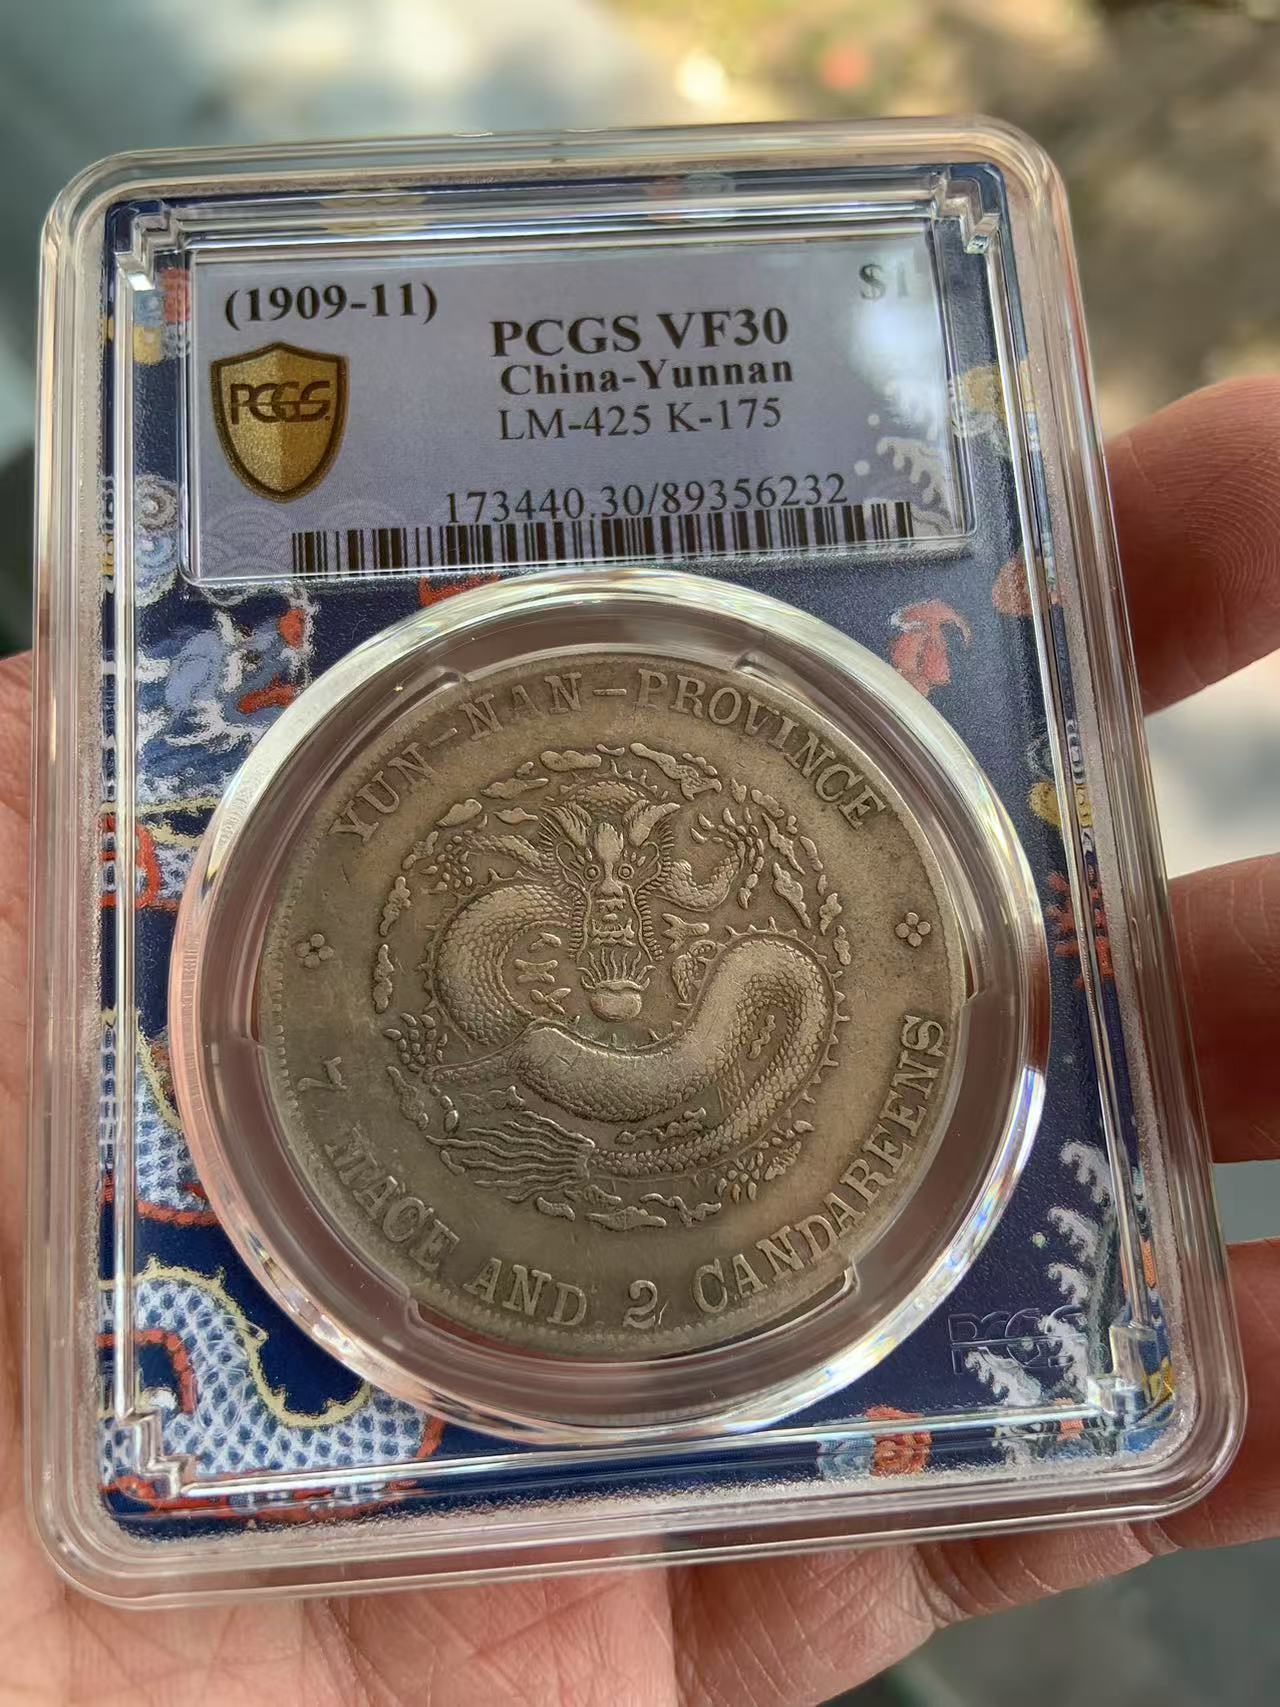 (1909-11)
$1
PCGS VF30
China-Yunnan
LM-425 K-175
PCGS
173440.30/89356232
YUN-NAN-PROVINCE
7 MACE AND 2 CANDAREENS
PCGS